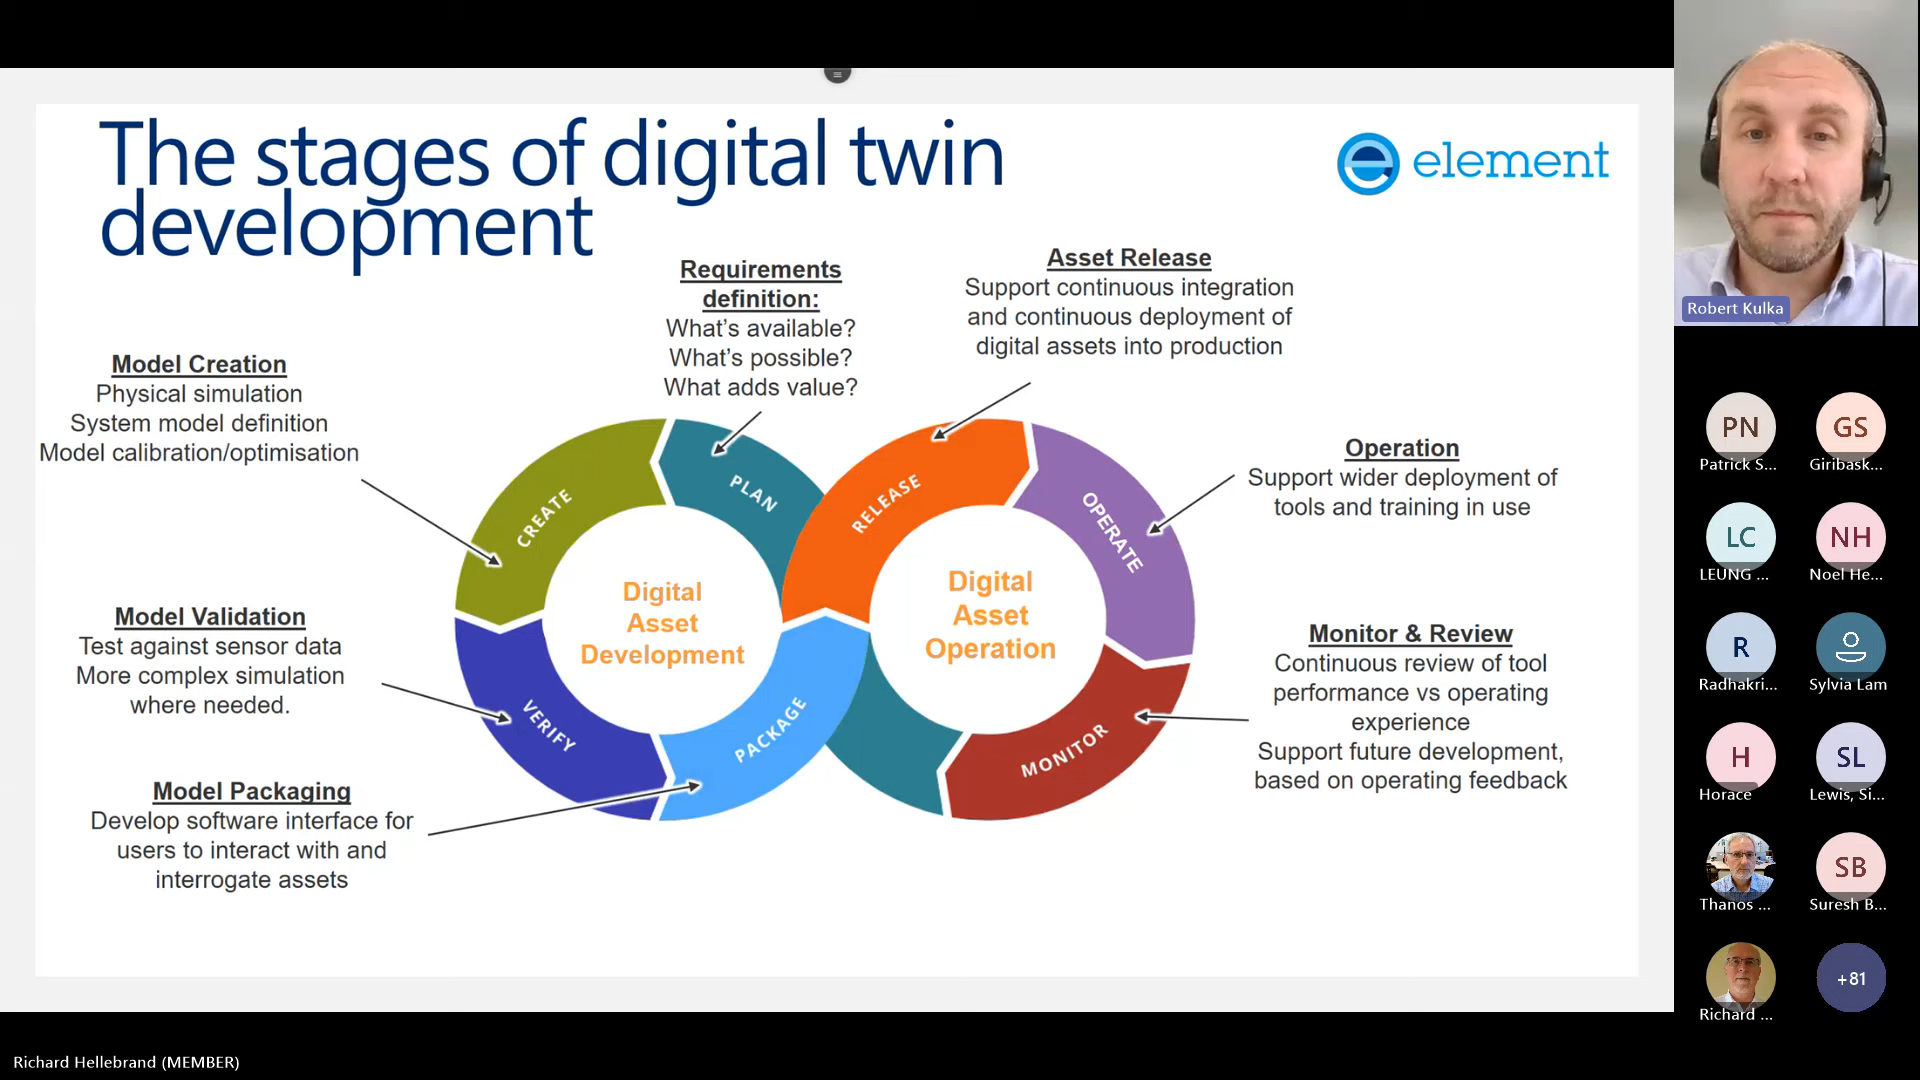 The stages of digital twin
development
element
Requirements
definition:
What's available?
What's possible?
What adds value?
Asset Release
Support continuous integration
and continuous deployment of
digital assets into production
Model Creation
Physical simulation
System model definition
Model calibration/optimisation
Operation
Support wider deployment of
tools and training in use
Model Validation
Test against sensor data
More complex simulation
where needed.
Monitor & Review
Continuous review of tool
performance vs operating
experience
Support future development,
based on operating feedback
Model Packaging
Develop software interface for
users to interact with and
interrogate assets
CREATE
PLAN
RELEASE
OPERATE
VERIFY
PACKAGE
MONITOR
Digital
Asset
Development
Digital
Asset
Operation
Robert Kulka
PN
Patrick S...
GS
Giribask...
LC
LEUNG ...
NH
Noel He...
R
Radhakri...
Sylvia Lam
H
Horace
SL
Lewis, Si...
Thanos ...
SB
Suresh B...
Richard ...
+81
Richard Hellebrand (MEMBER)